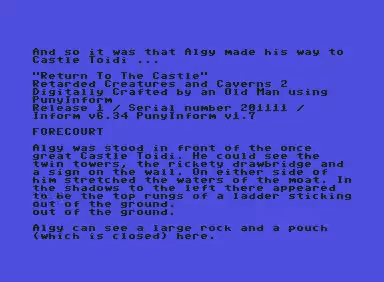 And so it was that Algy made his way to
Castle Toidi ...
"Return To The Castle"
Retarded Creatures and Caverns 2
Digitally Crafted by an Old Man using
PunyInform
Release 1 / Serial number 201111 /
Inform v6.34 PunyInform v1.7
FORECOURT
Algy was stood in front of the once
great Castle Toidi. He could see the
twin towers, the rickety drawbridge and
a sign on the wall. On either side of
him stretched the waters of the moat. In
the shadows to the left there appeared
to be the top rungs of a ladder sticking
out of the ground.
out of the ground.
Algy can see a large rock and a pouch
(which is closed) here.